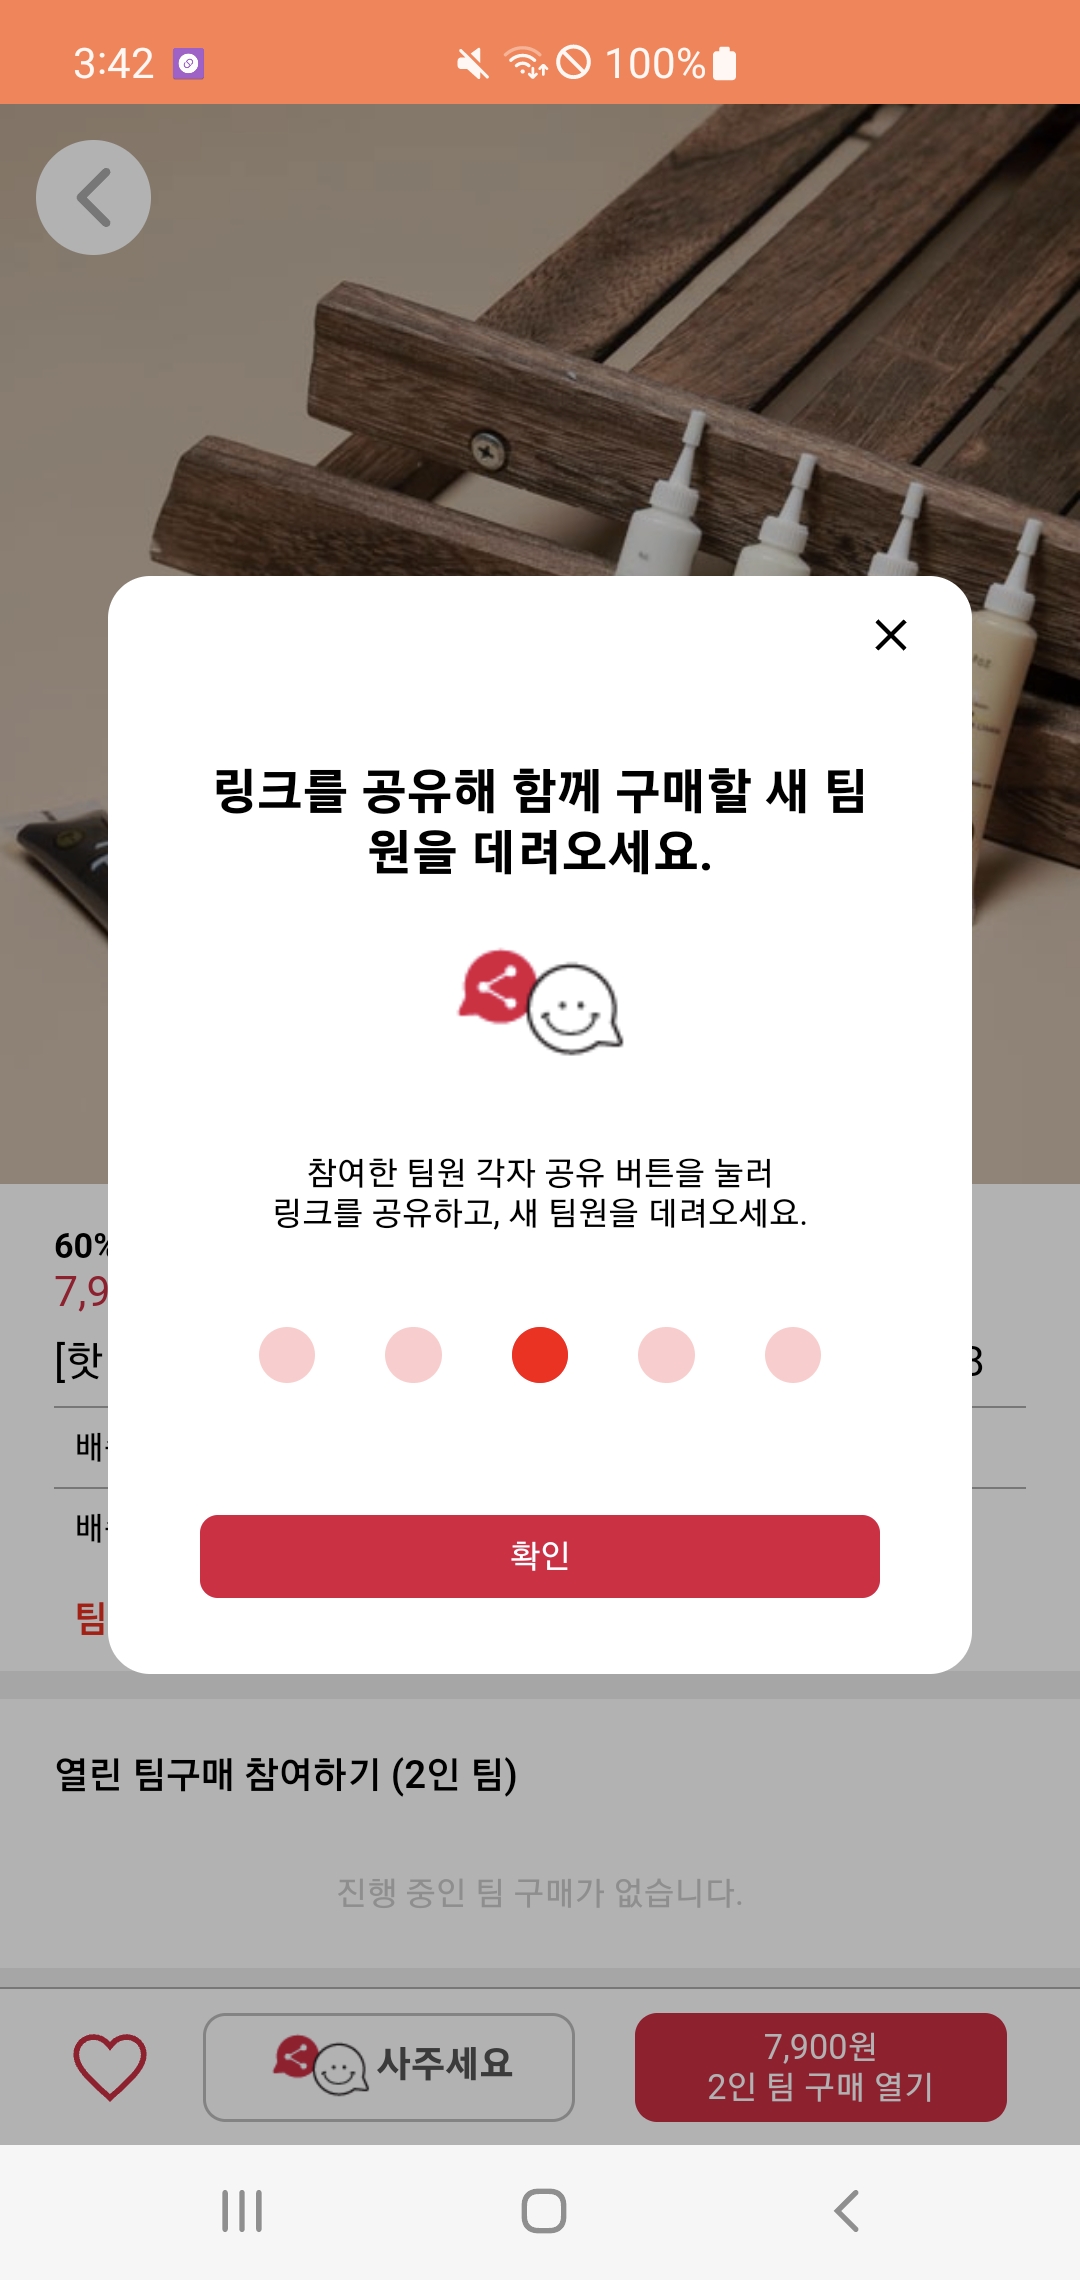 3:42
100%
링크를 공유해 함께 구매할 새 팀
원을 데려오세요.
참여한 팀원 각자 공유 버튼을 눌러
링크를 공유하고, 새 팀원을 데려오세요.
60%
7,9
[핫
배
배
팀
확인
열린 팀구매 참여하기 (2인 팀)
진행 중인 팀 구매가 없습니다.
사주세요
7,900원
2인 팀 구매 열기